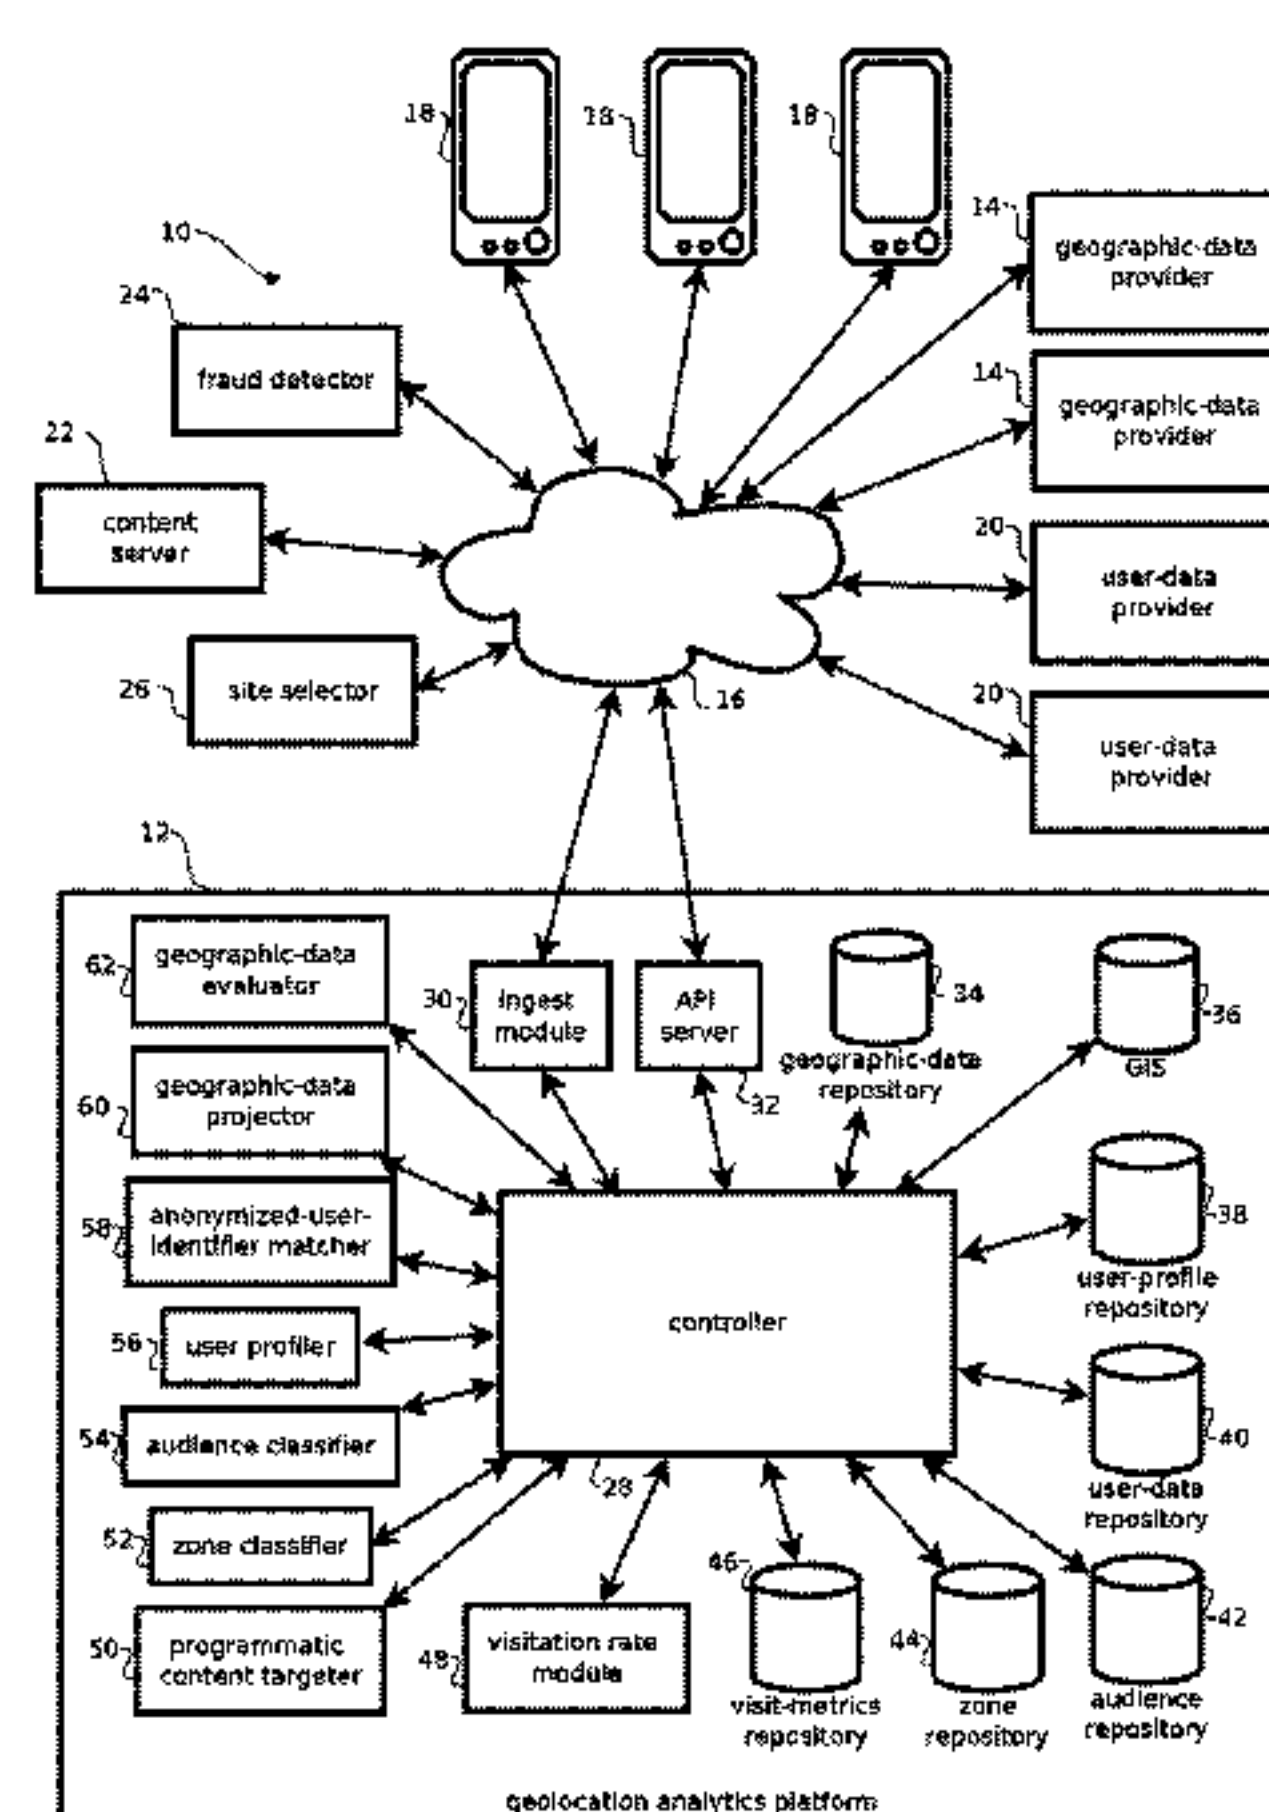 18
18
18
10
14
geographic-data
provider
24
fraud detector
14
geographic-data
provider
22
content
server
20
user-data
provider
26
site selector
16
20
user-data
provider
12
62
geographic-data
evaluator
30
ingest
module
API
server
32
34
geographic-data
repository
36
GIS
60
geographic-data
projector
58
anonymized-user-
identifier matcher
38
user-profile
repository
controller
56
user profiler
54
audience classifier
40
user-data
repository
28
52
zone classifier
50
programmatic
content targeter
48
visitation rate
module
46
visit-metrics
repository
44
zone
repository
42
audience
repository
geolocation analytics platform